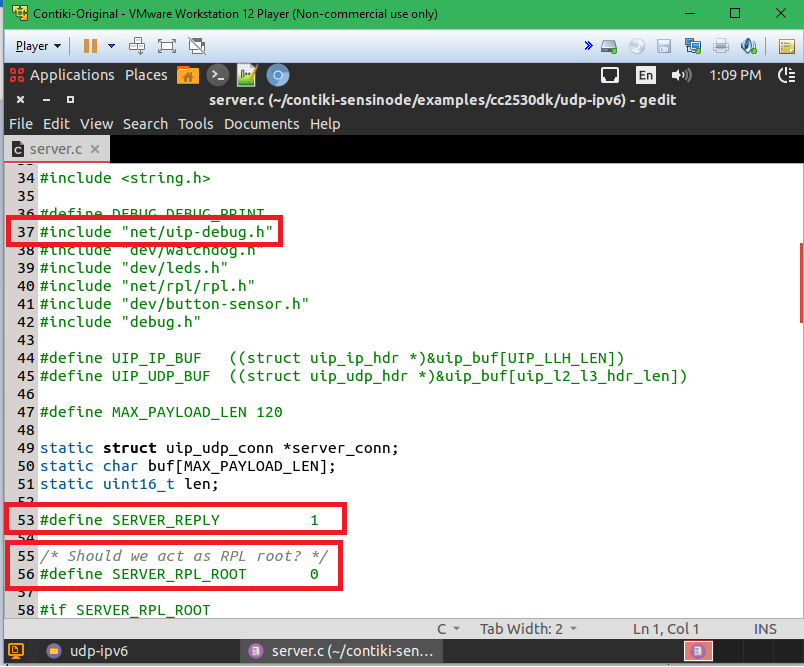 Contiki-Original - VMware Workstation 12 Player (Non-commercial use only)
Player
Applications Places En 1:09 PM
server.c (~/contiki-sensinode/examples/cc2530dk/udp-ipv6) - gedit
File Edit View Search Tools Documents Help
server.c
34 #include <string.h>
35
36 #define DEBUG DEBUG_PRINT
37 #include "net/uip-debug.h"
38 #include "dev/watchdog.h"
39 #include "dev/leds.h"
40 #include "net/rpl/rpl.h"
41 #include "dev/button-sensor.h"
42 #include "debug.h"
43
44 #define UIP_IP_BUF ((struct uip_ip_hdr *)&uip_buf[UIP_LLH_LEN])
45 #define UIP_UDP_BUF ((struct uip_udp_hdr *)&uip_buf[uip_l2_l3_hdr_len])
46
47 #define MAX_PAYLOAD_LEN 120
48
49 static struct uip_udp_conn *server_conn;
50 static char buf[MAX_PAYLOAD_LEN];
51 static uint16_t len;
52
53 #define SERVER_REPLY 1
54
55 /* Should we act as RPL root? */
56 #define SERVER_RPL_ROOT 0
57
58 #if SERVER_RPL_ROOT
C Tab Width: 2 Ln 1, Col 1 INS
udp-ipv6 server.c (~/contiki-sen...